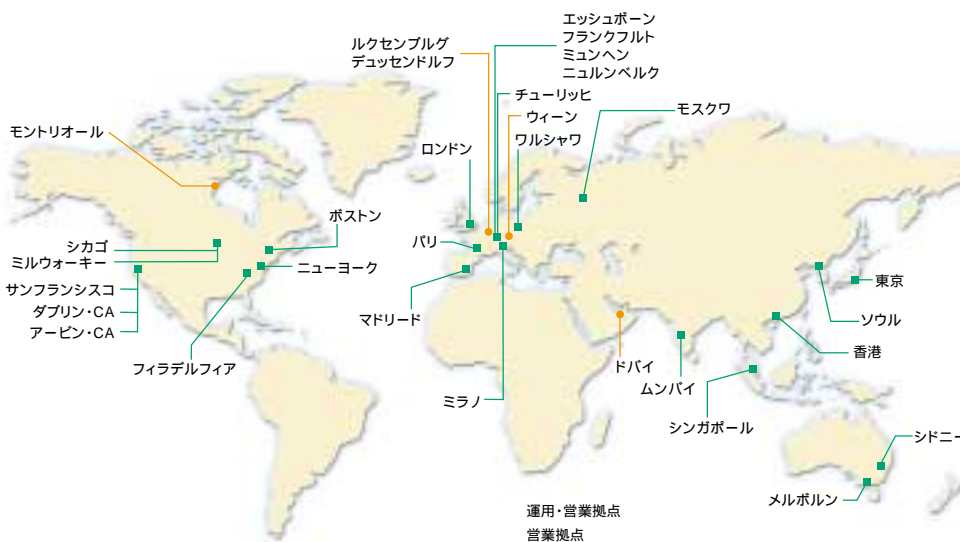 エッシュボーン
フランクフルト
ミュンヘン
ニュルンベルク
ルクセンブルグ
デュッセンドルフ
チューリッヒ
ウィーン
ワルシャワ
モスクワ
モントリオール
ロンドン
ボストン
パリ
シカゴ
ミルウォーキー
ニューヨーク
サンフランシスコ
ダブリン・CA
アービン・CA
マドリード
フィラデルフィア
ミラノ
ドバイ
ムンバイ
東京
ソウル
香港
シンガポール
シドニー
メルボルン
運用・営業拠点
営業拠点